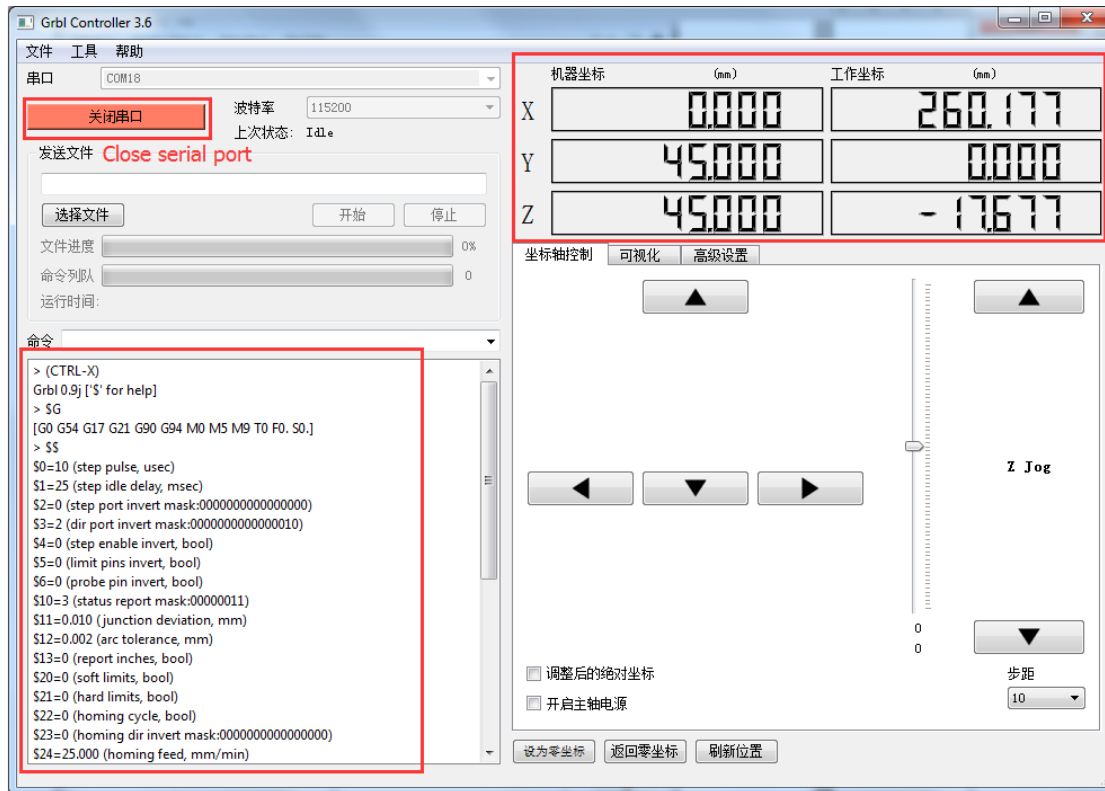 Grbl Controller 3.6
文件 工具 帮助
串口 COM18
关闭串口
波特率 115200
上次状态: Idle
Close serial port
发送文件
选择文件 开始 停止
文件进度 0%
命令列队 0
运行时间:
命令
> (CTRL-X)
Grbl 0.9j ['$' for help]
> $G
[G0 G54 G17 G21 G90 G94 M0 M5 M9 T0 F0. S0.]
> $$
$0=10 (step pulse, usec)
$1=25 (step idle delay, msec)
$2=0 (step port invert mask:0000000000000000)
$3=2 (dir port invert mask:0000000000000010)
$4=0 (step enable invert, bool)
$5=0 (limit pins invert, bool)
$6=0 (probe pin invert, bool)
$10=3 (status report mask:00000011)
$11=0.010 (junction deviation, mm)
$12=0.002 (arc tolerance, mm)
$13=0 (report inches, bool)
$20=0 (soft limits, bool)
$21=0 (hard limits, bool)
$22=0 (homing cycle, bool)
$23=0 (homing dir invert mask:0000000000000000)
$24=25.000 (homing feed, mm/min)
机器坐标 (mm) 工作坐标 (mm)
X 0.000 260.177
Y 45.000 0.000
Z 45.000 -17.677
坐标轴控制 可视化 高级设置
Z Jog
0
0
调整后的绝对坐标
开启主轴电源
步距
10
设为零坐标 返回零坐标 刷新位置